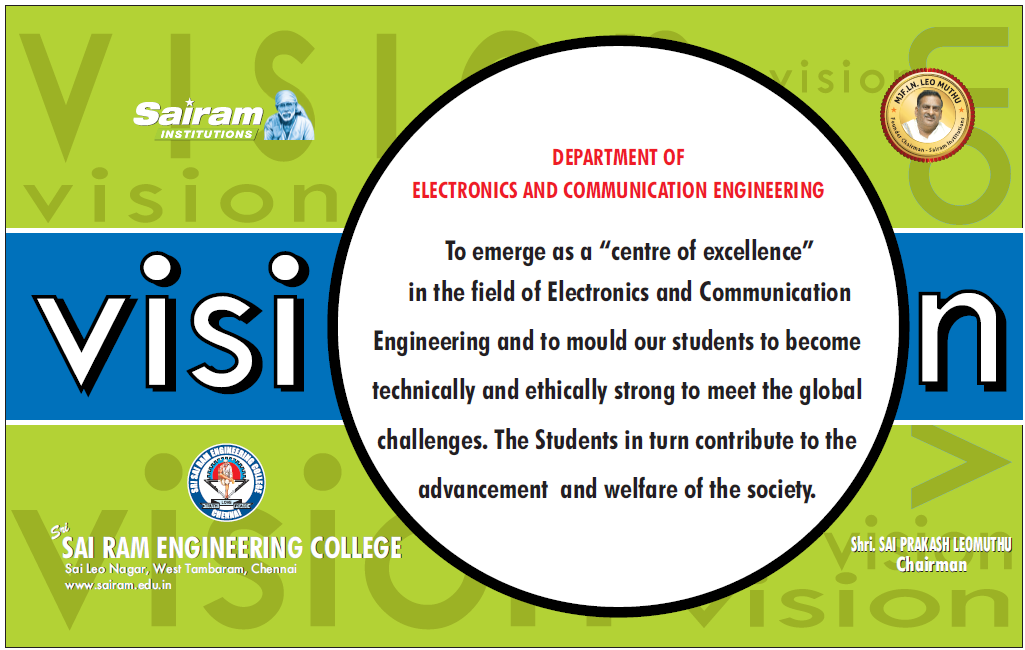 VISION
vision
vision
on
Sairam
INSTITUTIONS
MJF.LN. LEO MUTHU
Founder Chairman - Sairam Institutions
DEPARTMENT OF
ELECTRONICS AND COMMUNICATION ENGINEERING
vision
To emerge as a “centre of excellence”
in the field of Electronics and Communication
Engineering and to mould our students to become
technically and ethically strong to meet the global
challenges. The Students in turn contribute to the
advancement and welfare of the society.
SRI SAI RAM ENGINEERING COLLEGE
CHENNAI
Sri
SAI RAM ENGINEERING COLLEGE
Sai Leo Nagar, West Tambaram, Chennai
www.sairam.edu.in
vision
v
vision
Shri. SAI PRAKASH LEOMUTHU
Chairman
vision